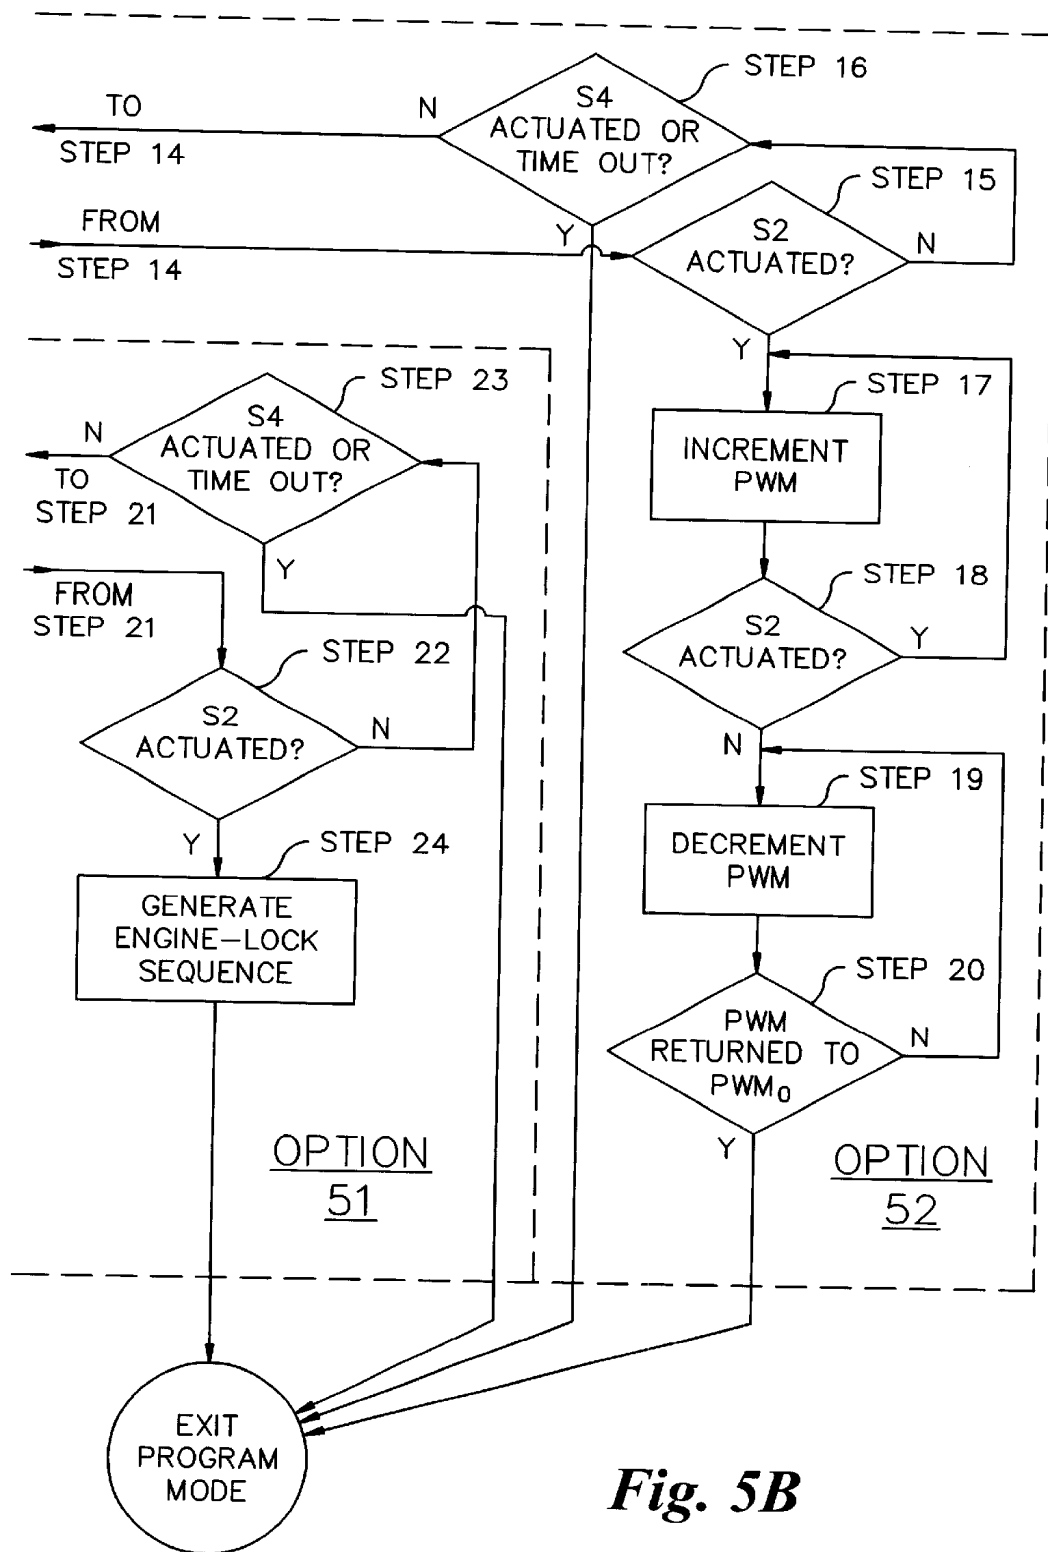 STEP 16
S4
ACTUATED OR
TIME OUT?
N
TO
STEP 14
Y
STEP 15
S2
ACTUATED?
N
FROM
STEP 14
Y
STEP 17
INCREMENT
PWM
STEP 18
S2
ACTUATED?
Y
N
STEP 19
DECREMENT
PWM
STEP 20
PWM
RETURNED TO
PWM₀
N
Y
OPTION
52
STEP 23
S4
ACTUATED OR
TIME OUT?
N
TO
STEP 21
Y
FROM
STEP 21
STEP 22
S2
ACTUATED?
N
Y
STEP 24
GENERATE
ENGINE–LOCK
SEQUENCE
OPTION
51
EXIT
PROGRAM
MODE
Fig. 5B